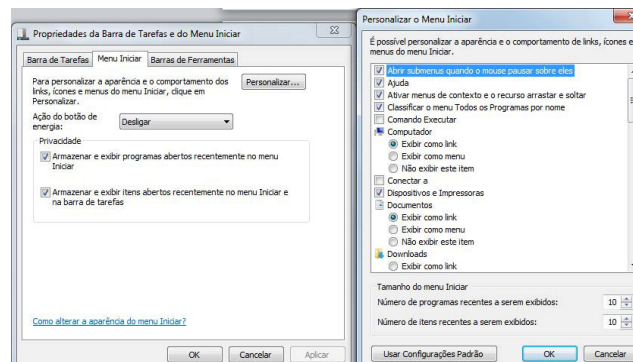 Propriedades da Barra de Tarefas e do Menu Iniciar
Barra de Tarefas Menu Iniciar Barras de Ferramentas
Para personalizar a aparência e o comportamento dos
links, ícones e menus do menu Iniciar, clique em
Personalizar.
Personalizar...
Ação do botão de
energia:
Desligar
Privacidade
Armazenar e exibir programas abertos recentemente no menu
Iniciar
Armazenar e exibir itens abertos recentemente no menu Iniciar e
na barra de tarefas
Como alterar a aparência do menu Iniciar?
OK Cancelar Aplicar
Personalizar o Menu Iniciar
É possível personalizar a aparência e o comportamento de links, ícones e
menus do menu Iniciar.
Abrir submenus quando o mouse pausar sobre eles
Ajuda
Ativar menus de contexto e o recurso arrastar e soltar
Classificar o menu Todos os Programas por nome
Comando Executar
Computador
Exibir como link
Exibir como menu
Não exibir este item
Conectar a
Dispositivos e Impressoras
Documentos
Exibir como link
Exibir como menu
Não exibir este item
Downloads
Exibir como link
Tamanho do menu Iniciar
Número de programas recentes a serem exibidos: 10
Número de itens recentes a serem exibidos: 10
Usar Configurações Padrão OK Cancelar